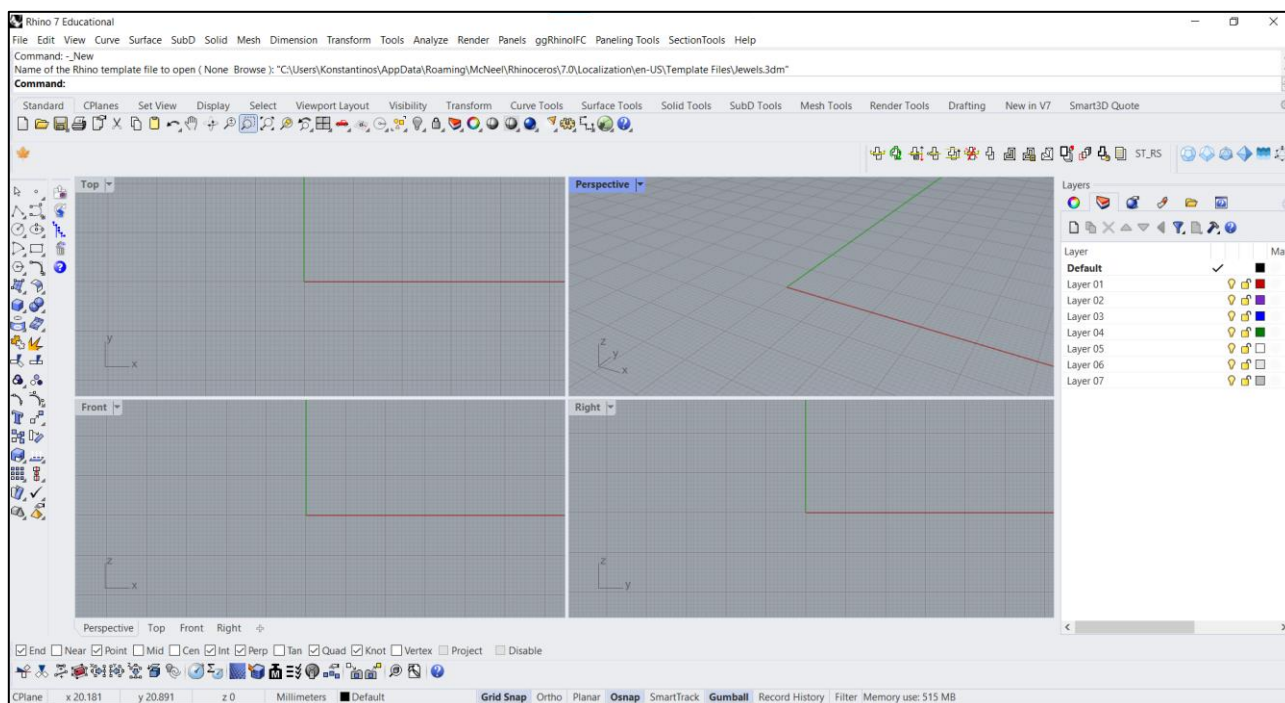 Rhino 7 Educational
File Edit View Curve Surface SubD Solid Mesh Dimension Transform Tools Analyze Render Panels ggRhinoIFC Paneling Tools SectionTools Help
Command: -_New
Name of the Rhino template file to open ( None Browse ): "C:\Users\Konstantinos\AppData\Roaming\McNeel\Rhinoceros\7.0\Localization\en-US\Template Files\Jewels.3dm"
Command:
Standard CPlanes Set View Display Select Viewport Layout Visibility Transform Curve Tools Surface Tools Solid Tools SubD Tools Mesh Tools Render Tools Drafting New in V7 Smart3D Quote
ST_RS
Top
Perspective
Layers
Layer Ma
Default
Layer 01
Layer 02
Layer 03
Layer 04
Layer 05
Layer 06
Layer 07
y
x
z
y
x
Front
Right
z
x
z
y
Perspective Top Front Right
End Near Point Mid Cen Int Perp Tan Quad Knot Vertex Project Disable
CPlane x 20.181 y 20.891 z 0 Millimeters Default Grid Snap Ortho Planar Osnap SmartTrack Gumball Record History Filter Memory use: 515 MB